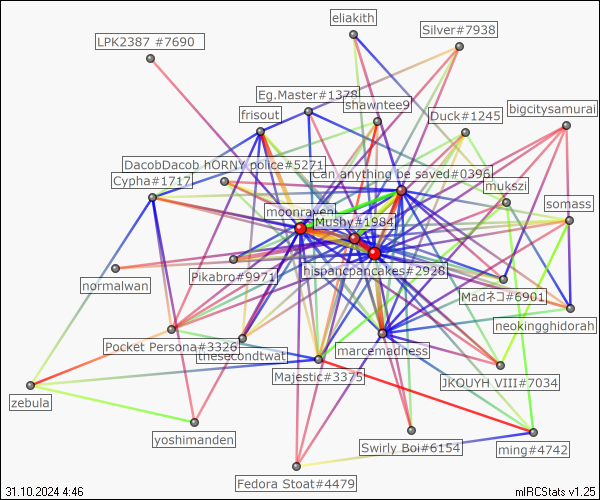 eliakith
Silver#7938
LPK2387 #7690
Eg.Master#1378
shawntee9
bigcitysamurai
frisout
Duck#1245
DacobDacob hORNY police#5271
Can anything be saved#0396
Cypha#1717
mukszi
somass
moonraven
Mushy#1984
hispancpancakes#2928
Pikabro#9971
normalwan
Madネコ#6901
neokingghidorah
Pocket Persona#3326
thesecondtwat
marcemadness
Majestic#3375
JKOUYH VIII#7034
zebula
yoshimanden
Swirly Boi#6154
ming#4742
Fedora Stoat#4479
31.10.2024 4:46
mIRCStats v1.25